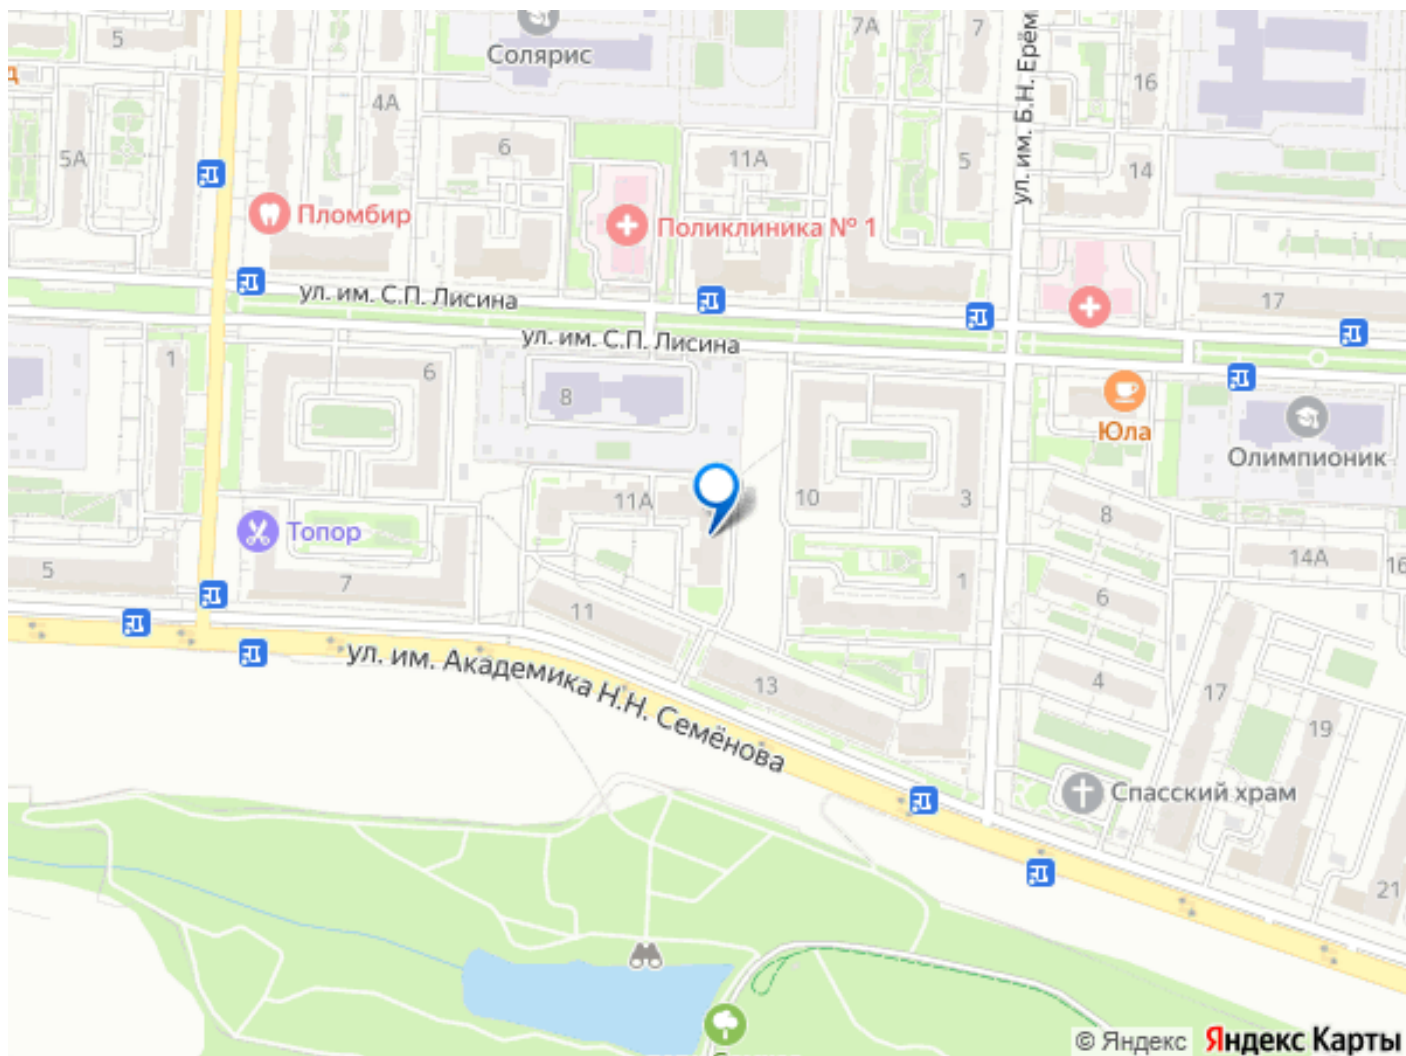 Солярис
7А
7
5
4А
16
5А
6
11А
5
14
ул. им. Б.Н. Ерём
Пломбир
Поликлиника № 1
ул. им. С.П. Лисина
17
ул. им. С.П. Лисина
1
6
8
Юла
Олимпионик
11А
10
3
8
Топор
5
7
11
1
6
14А
16
ул. им. Академика Н.Н. Семёнова
13
4
17
19
Спасский храм
21
© Яндекс Яндекс Карты